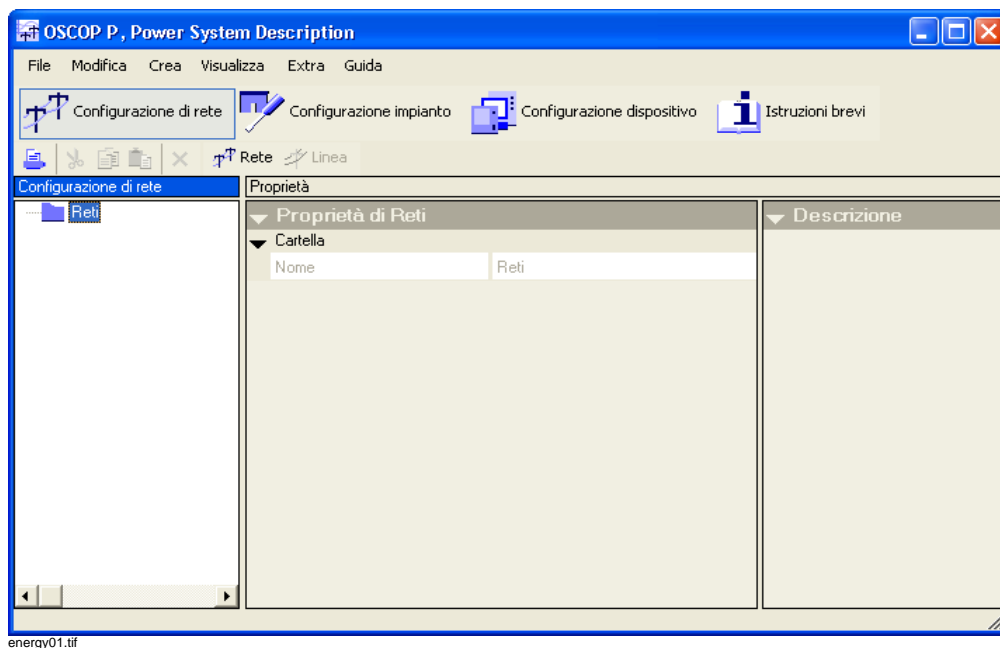 OSCOP P, Power System Description
File Modifica Crea Visualizza Extra Guida
Configurazione di rete Configurazione impianto Configurazione dispositivo Istruzioni brevi
Rete Linea
Configurazione di rete Proprietà
Reti Proprietà di Reti Descrizione
Cartella
Nome Reti
energy01.tif